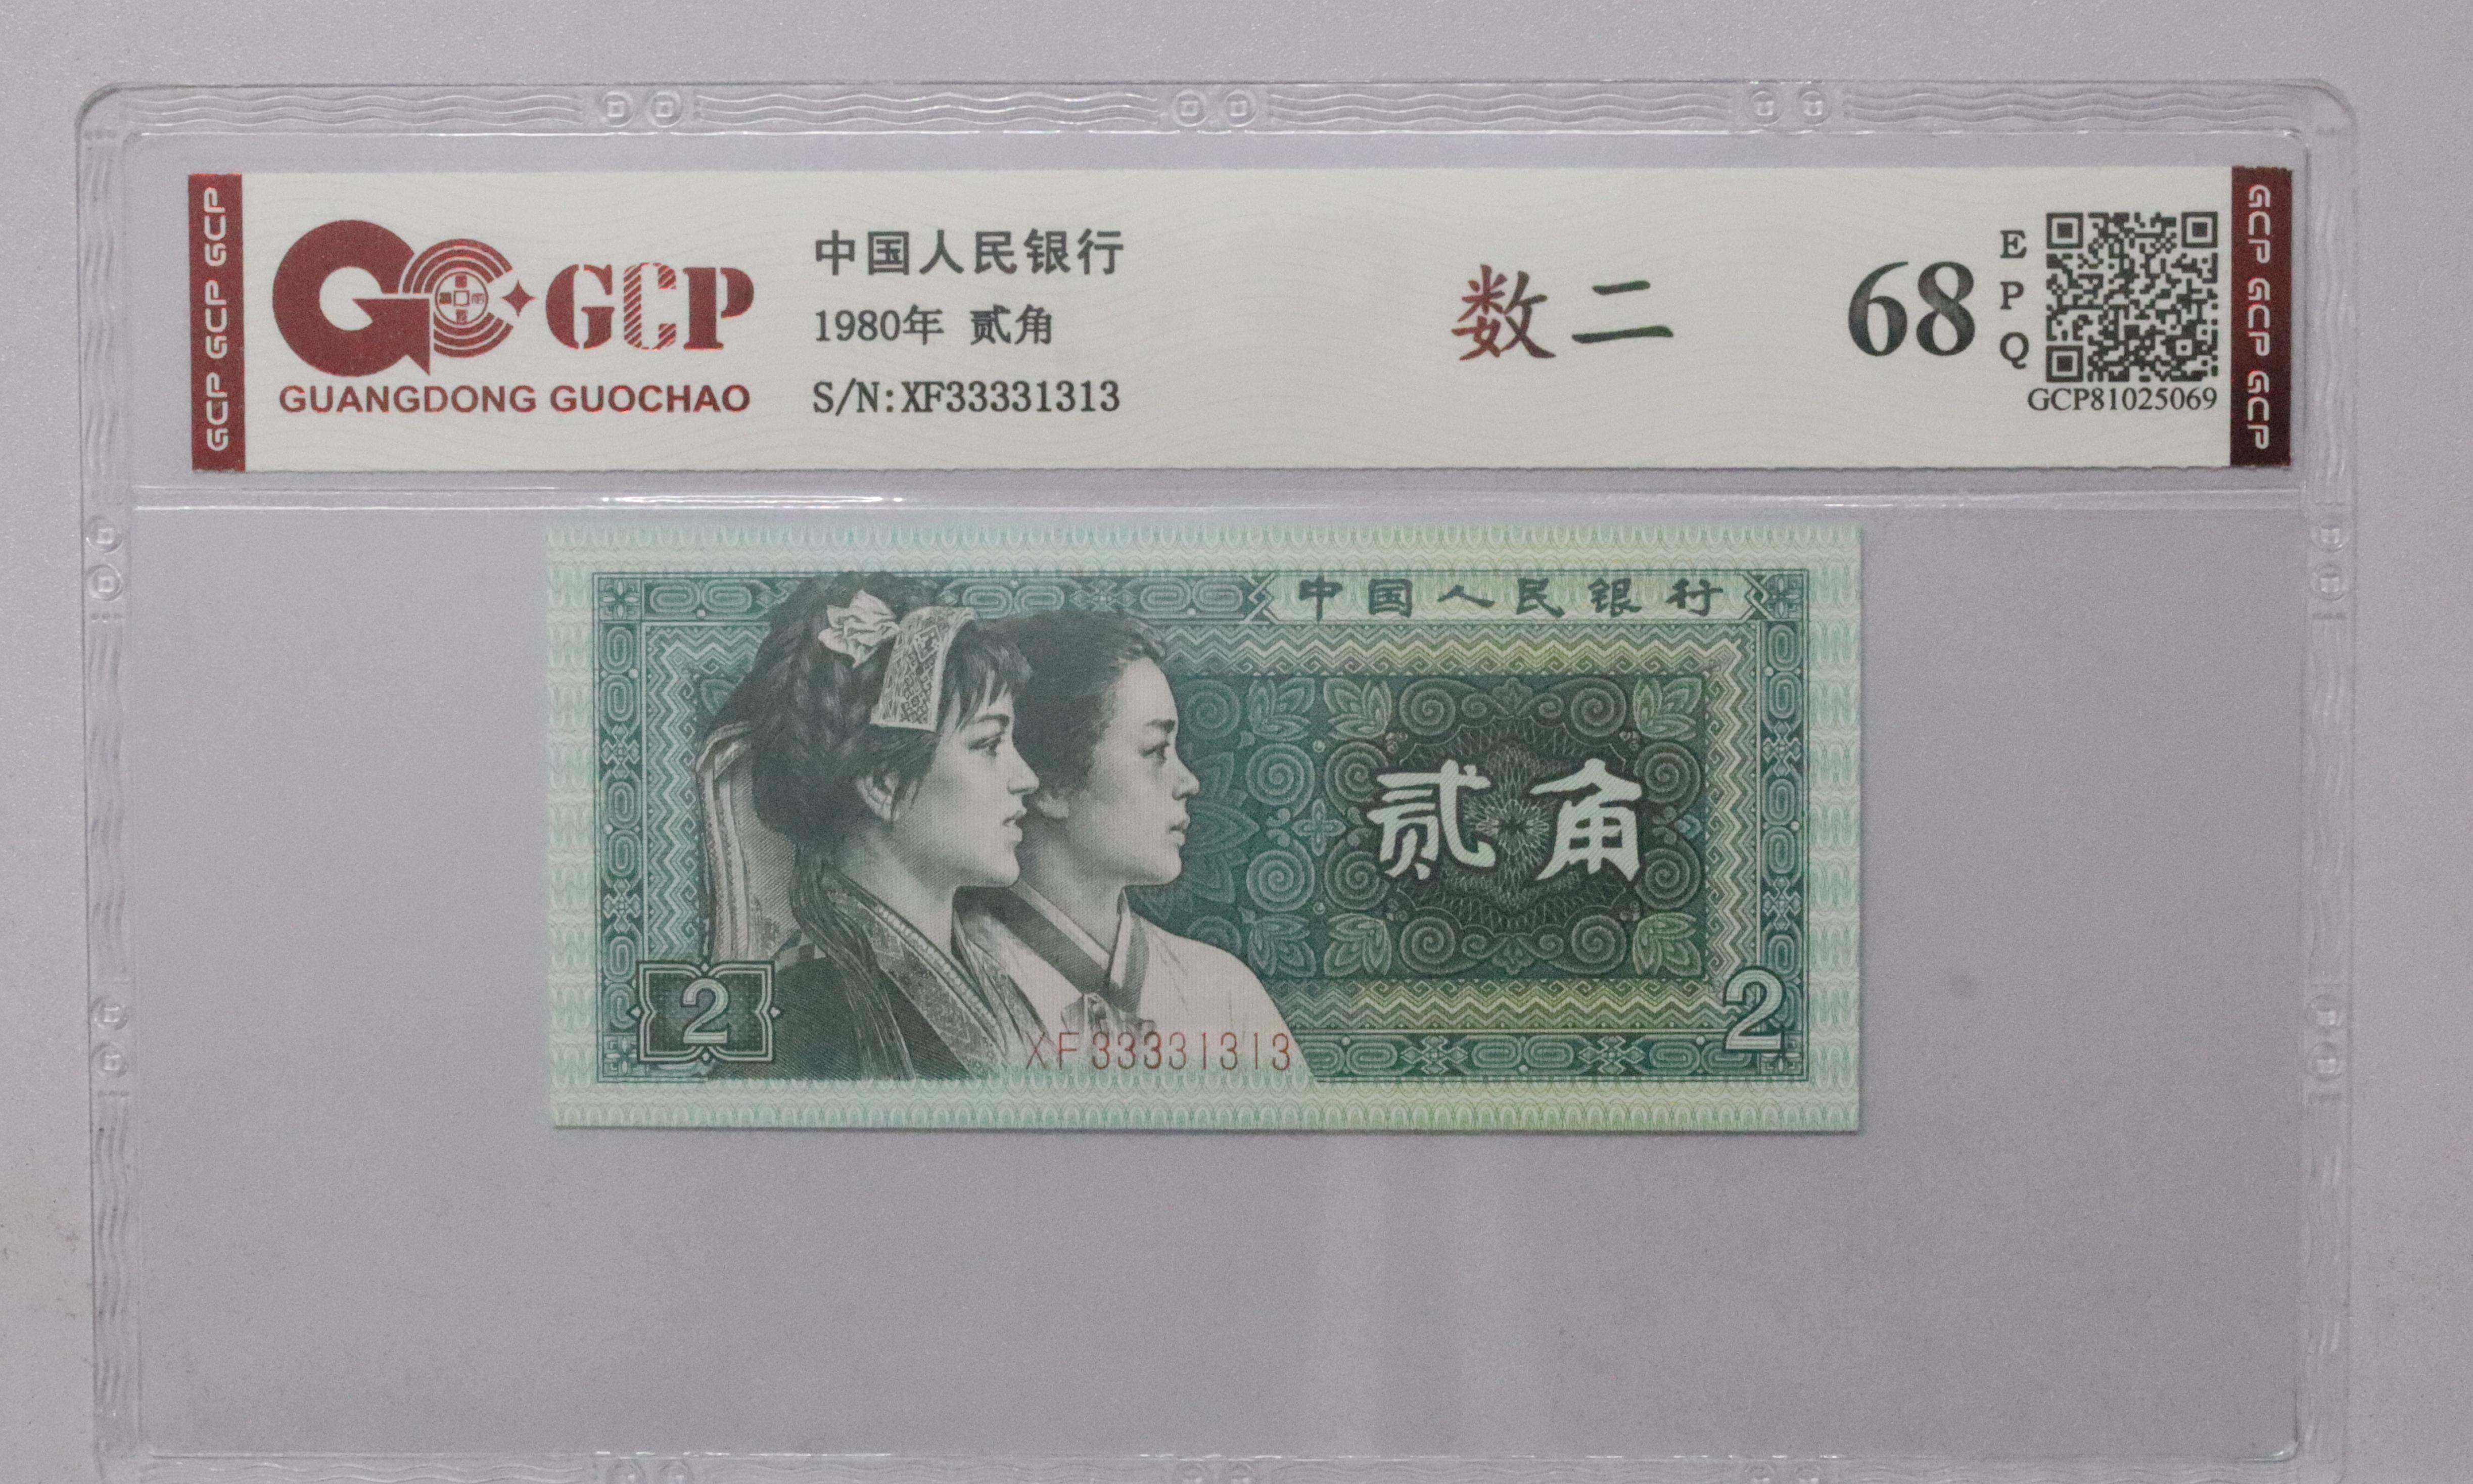 GCP GCP GCP
GCP
GUANGDONG GUOCHAO
中国人民银行
1980年 贰角
S/N:XF33331313
数二
68
EPQ
GCP81025069
GCP GCP GCP
中国人民银行
贰角
2
XF33331313
2